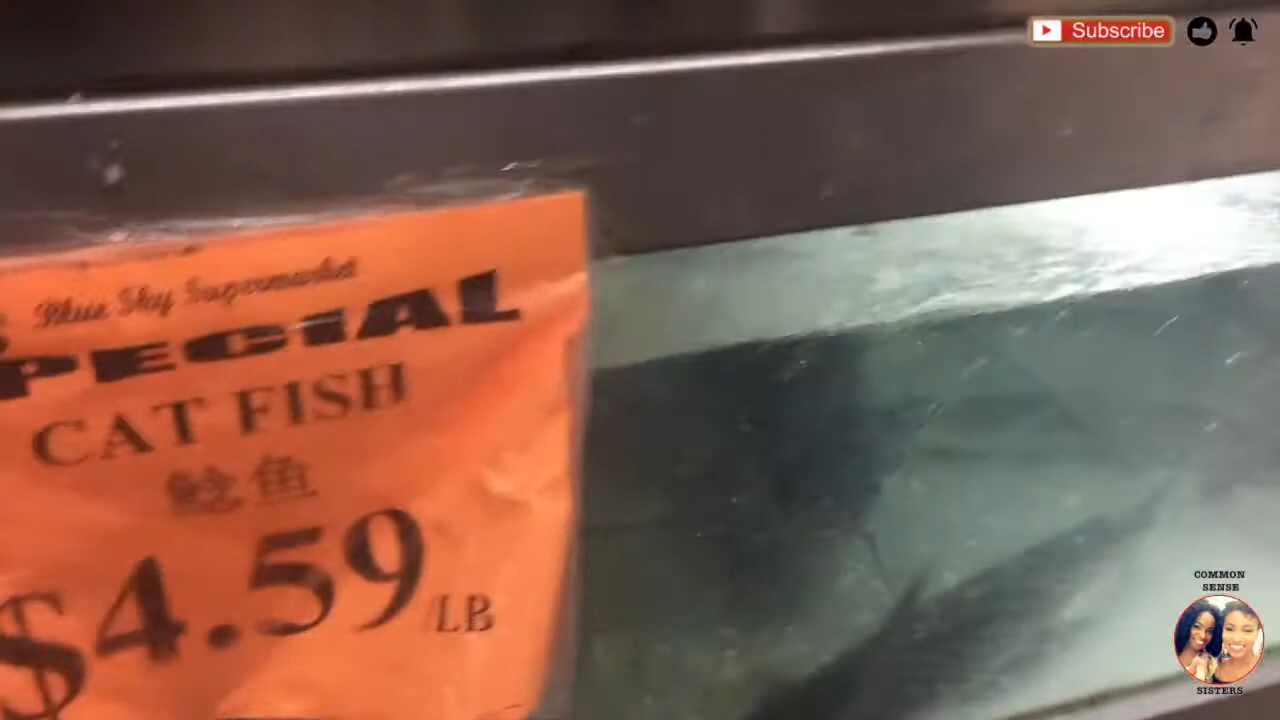 Subscribe
Blue Sky Supermarket
PECIAL
CAT FISH
鲶鱼
$4.59/LB
COMMON
SENSE
SISTERS